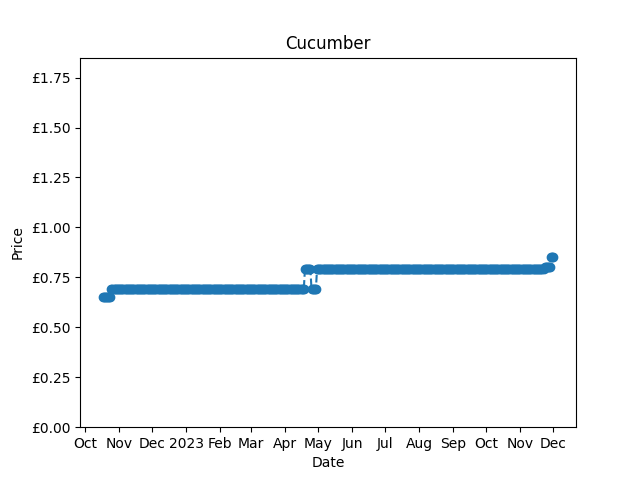 Cucumber
£1.75
£1.50
£1.25
£1.00
£0.75
£0.50
£0.25
£0.00
Price
Oct Nov Dec 2023 Feb Mar Apr May Jun Jul Aug Sep Oct Nov Dec
Date